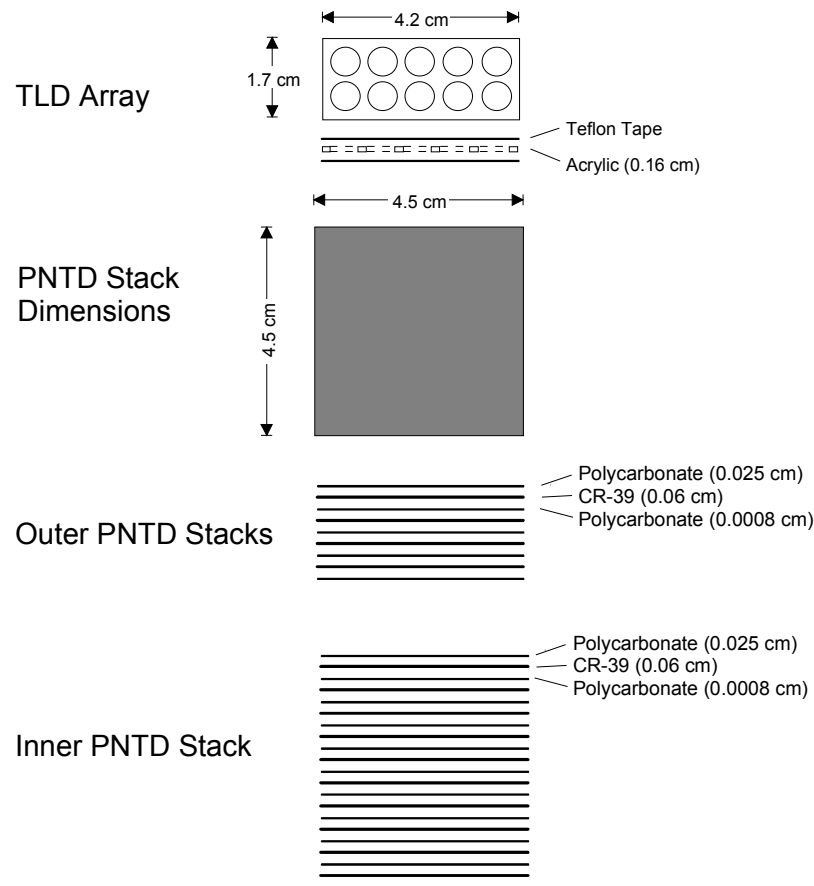 4.2 cm
1.7 cm
TLD Array
Teflon Tape
Acrylic (0.16 cm)
4.5 cm
PNTD Stack
Dimensions
4.5 cm
Polycarbonate (0.025 cm)
CR-39 (0.06 cm)
Polycarbonate (0.0008 cm)
Outer PNTD Stacks
Polycarbonate (0.025 cm)
CR-39 (0.06 cm)
Polycarbonate (0.0008 cm)
Inner PNTD Stack